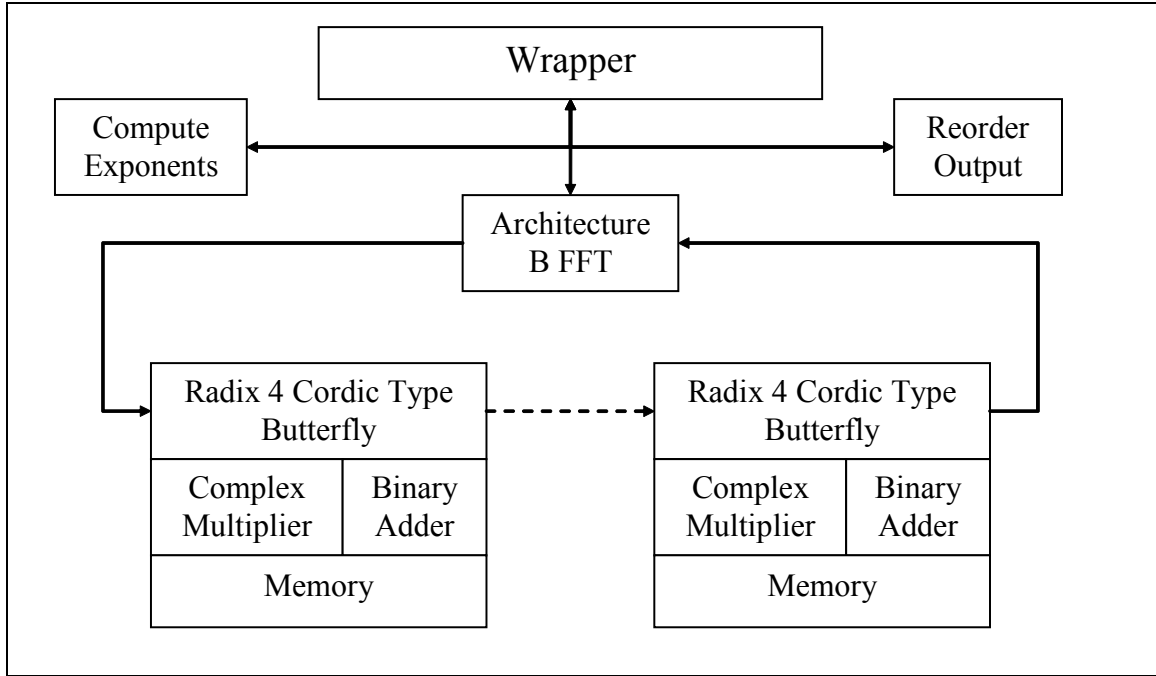 Wrapper
Compute
Exponents
Reorder
Output
Architecture
B FFT
Radix 4 Cordic Type
Butterfly
Complex
Multiplier
Binary
Adder
Memory
Radix 4 Cordic Type
Butterfly
Complex
Multiplier
Binary
Adder
Memory